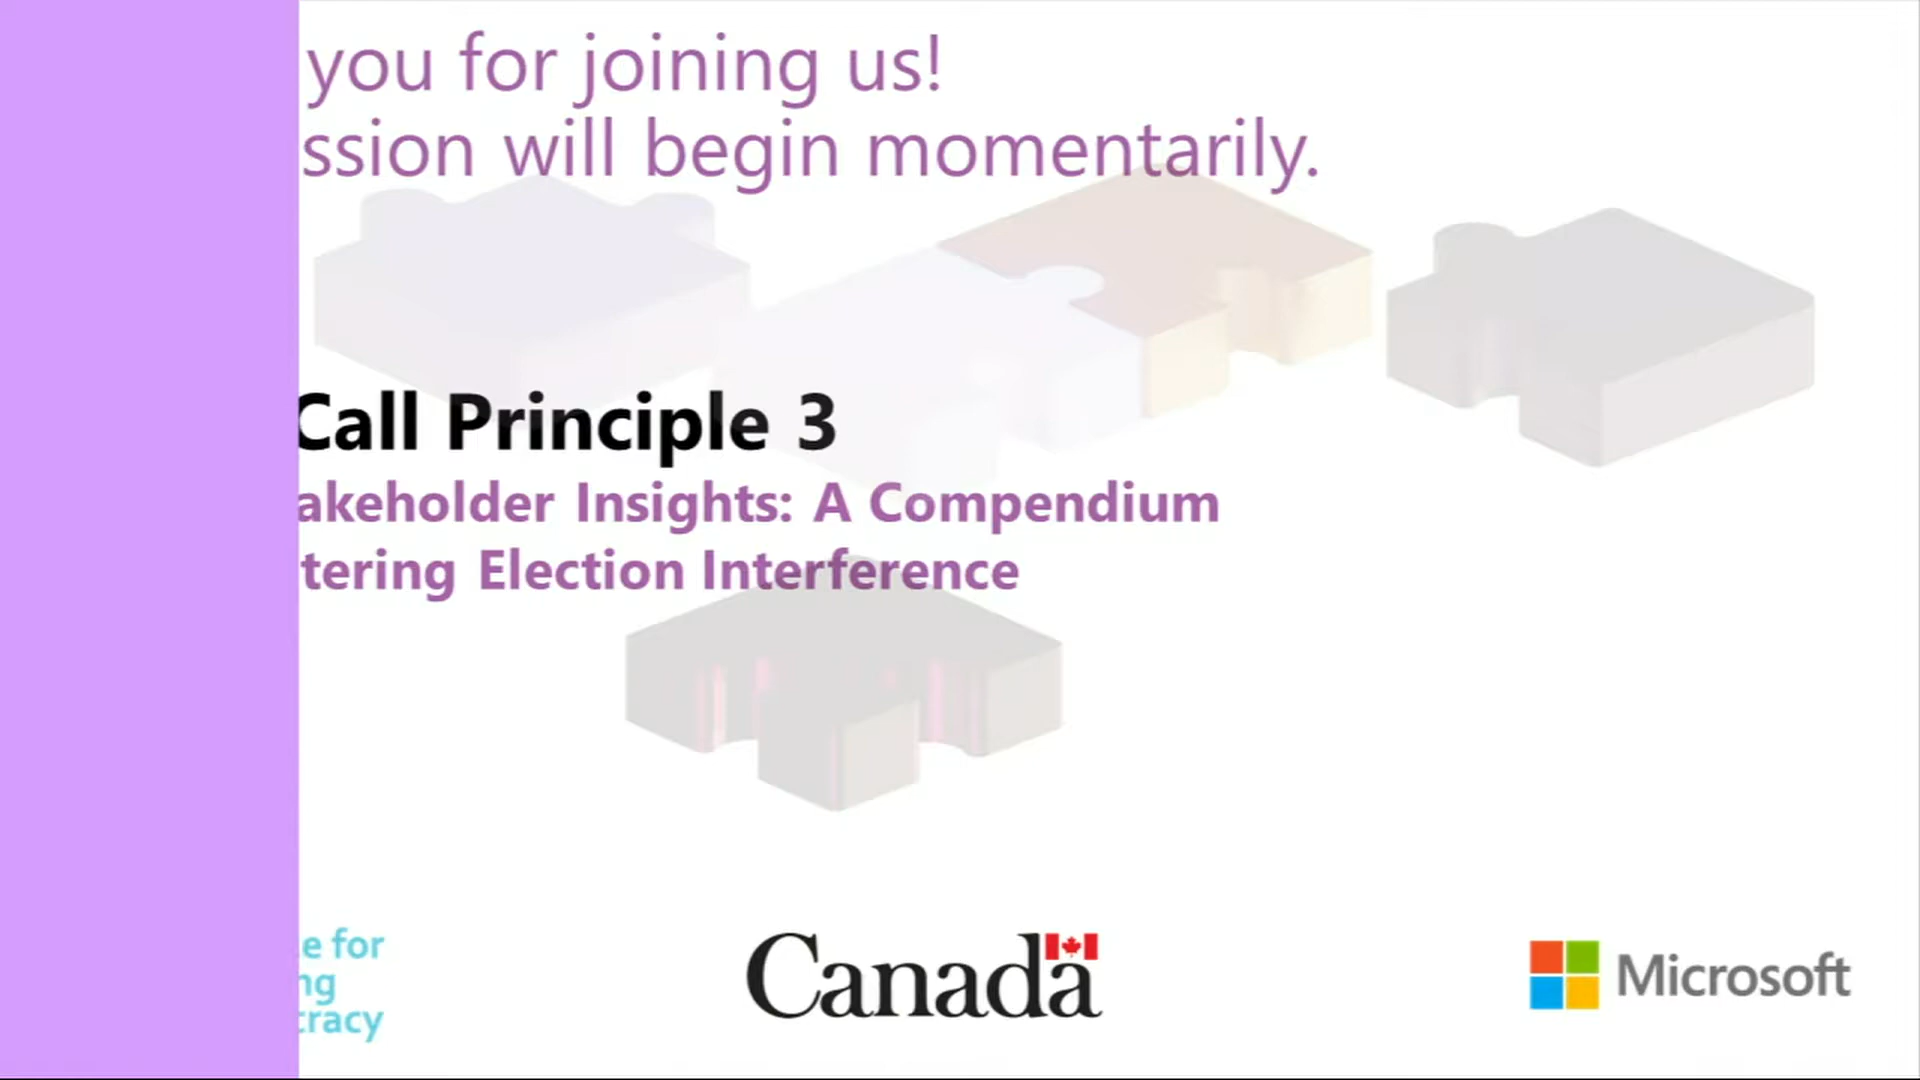 you for joining us!
ssion will begin momentarily.
Call Principle 3
akeholder Insights: A Compendium
tering Election Interference
e for
ng
cracy
Canada
Microsoft